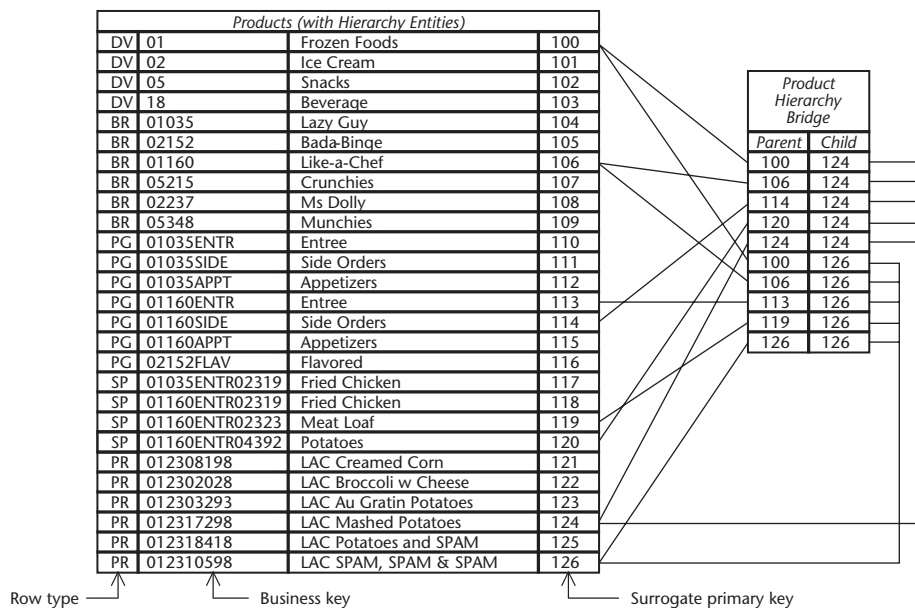 Products (with Hierarchy Entities)
DV 01 Frozen Foods 100
DV 02 Ice Cream 101
DV 05 Snacks 102
DV 18 Beverage 103
BR 01035 Lazy Guy 104
BR 02152 Bada-Binge 105
BR 01160 Like-a-Chef 106
BR 05215 Crunchies 107
BR 02237 Ms Dolly 108
BR 05348 Munchies 109
PG 01035ENTR Entree 110
PG 01035SIDE Side Orders 111
PG 01035APPT Appetizers 112
PG 01160ENTR Entree 113
PG 01160SIDE Side Orders 114
PG 01160APPT Appetizers 115
PG 02152FLAV Flavored 116
SP 01035ENTR02319 Fried Chicken 117
SP 01160ENTR02319 Fried Chicken 118
SP 01160ENTR02323 Meat Loaf 119
SP 01160ENTR04392 Potatoes 120
PR 012308198 LAC Creamed Corn 121
PR 012302028 LAC Broccoli w Cheese 122
PR 012303293 LAC Au Gratin Potatoes 123
PR 012317298 LAC Mashed Potatoes 124
PR 012318418 LAC Potatoes and SPAM 125
PR 012310598 LAC SPAM, SPAM & SPAM 126
Row type
Business key
Surrogate primary key
Product
Hierarchy
Bridge
Parent Child
100 124
106 124
114 124
120 124
124 124
100 126
106 126
113 126
119 126
126 126